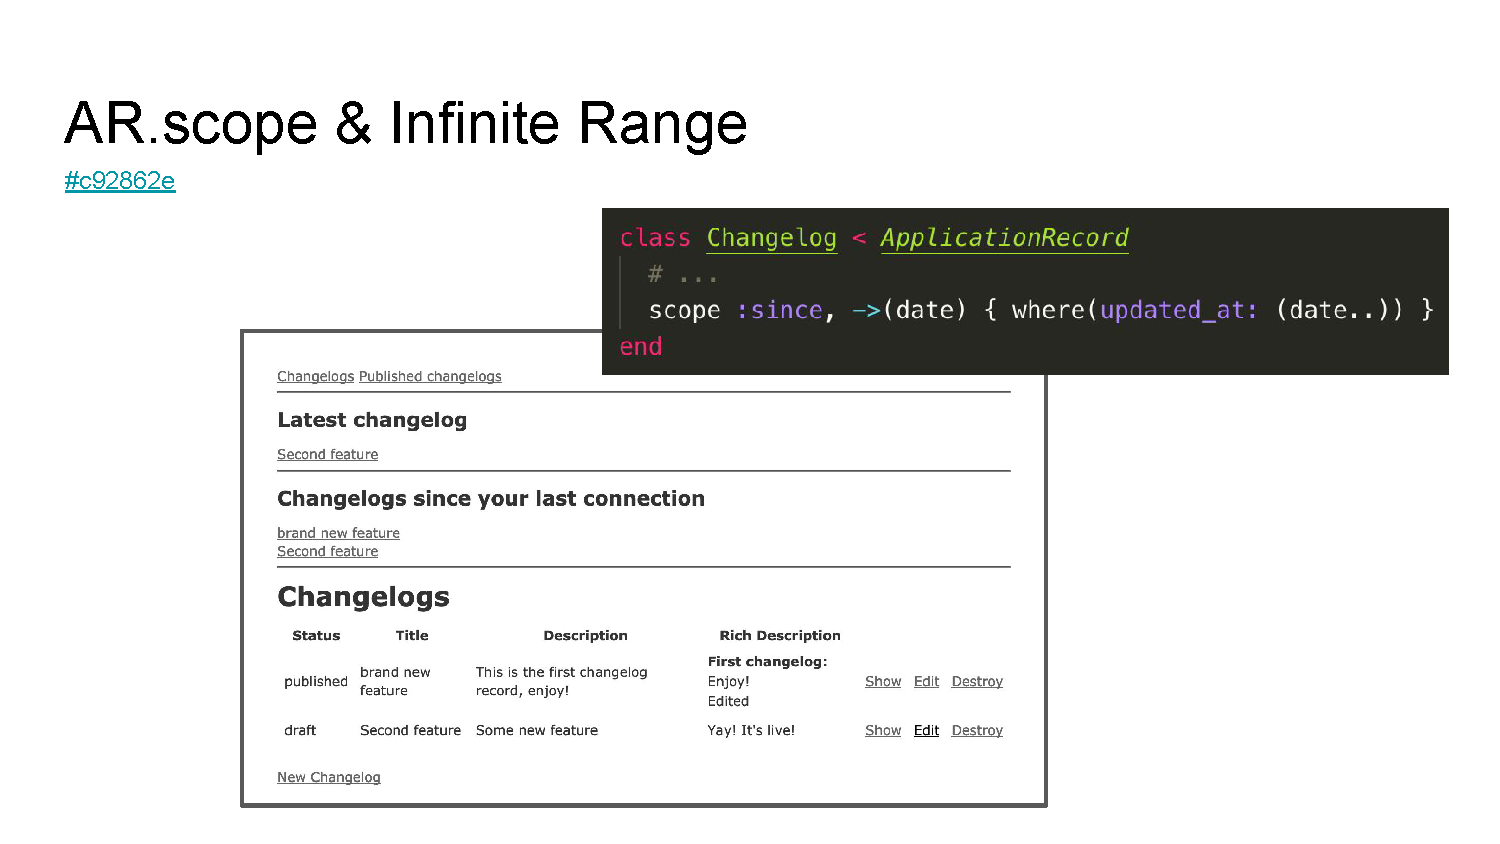 AR.scope & Infinite Range
#c92862e
class Changelog < ApplicationRecord
# ...
scope :since, ->(date) { where(updated_at: (date..)) }
end
Changelogs Published changelogs
Latest changelog
Second feature
Changelogs since your last connection
brand new feature
Second feature
Changelogs
Status Title Description Rich Description
published brand new feature This is the first changelog record, enjoy! First changelog: Enjoy! Edited Show Edit Destroy
draft Second feature Some new feature Yay! It's live! Show Edit Destroy
New Changelog